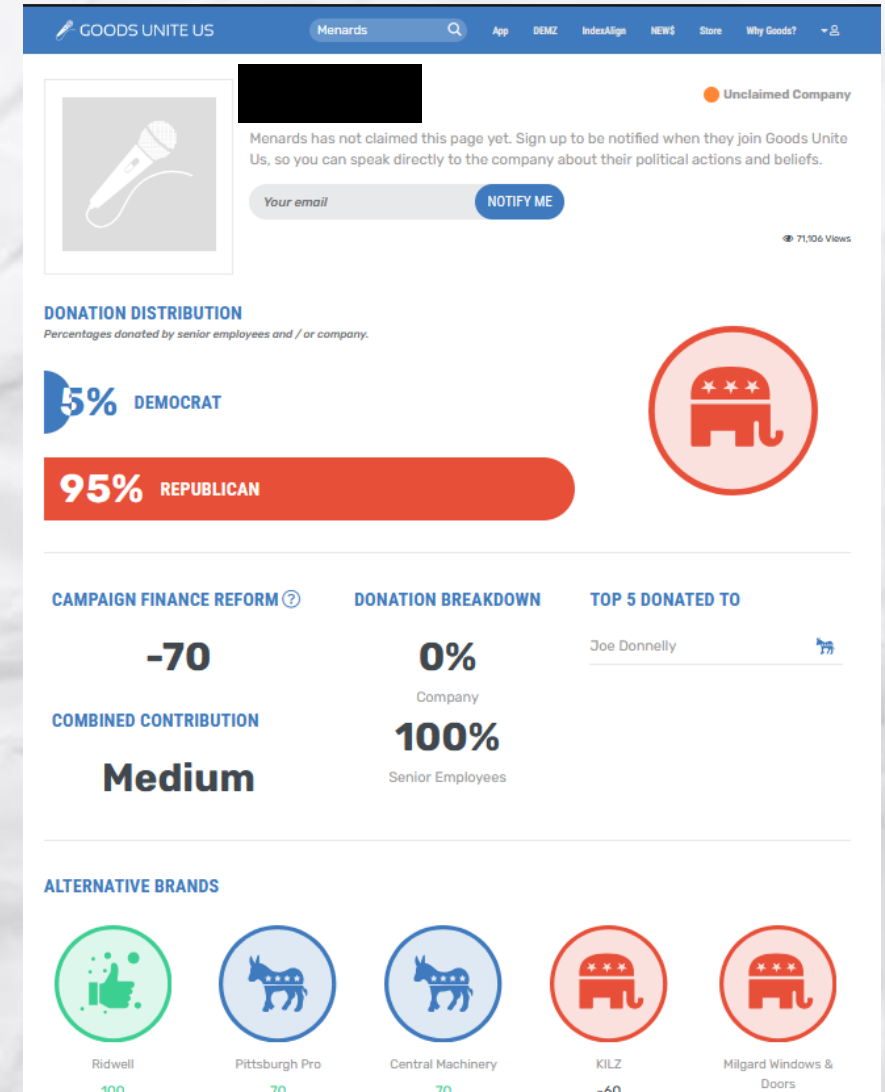 GOODS UNITE US
Menards
App
DEMZ
IndexAlign
NEW$
Store
Why Goods?
Unclaimed Company
Menards has not claimed this page yet. Sign up to be notified when they join Goods Unite
Us, so you can speak directly to the company about their political actions and beliefs.
Your email
NOTIFY ME
71,106 Views
DONATION DISTRIBUTION
Percentages donated by senior employees and / or company.
5% DEMOCRAT
95% REPUBLICAN
CAMPAIGN FINANCE REFORM ?
-70
COMBINED CONTRIBUTION
Medium
DONATION BREAKDOWN
0%
Company
100%
Senior Employees
TOP 5 DONATED TO
Joe Donnelly
ALTERNATIVE BRANDS
Ridwell
100
Pittsburgh Pro
70
Central Machinery
70
KILZ
-60
Milgard Windows &
Doors